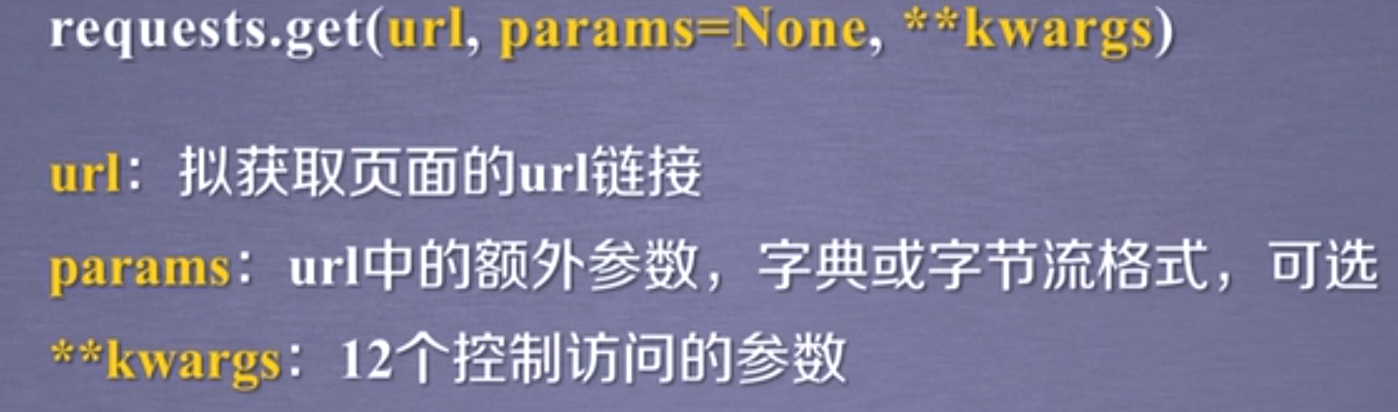 requests.get(url, params=None, **kwargs)
url：拟获取页面的url链接
params：url中的额外参数，字典或字节流格式，可选
**kwargs：12个控制访问的参数